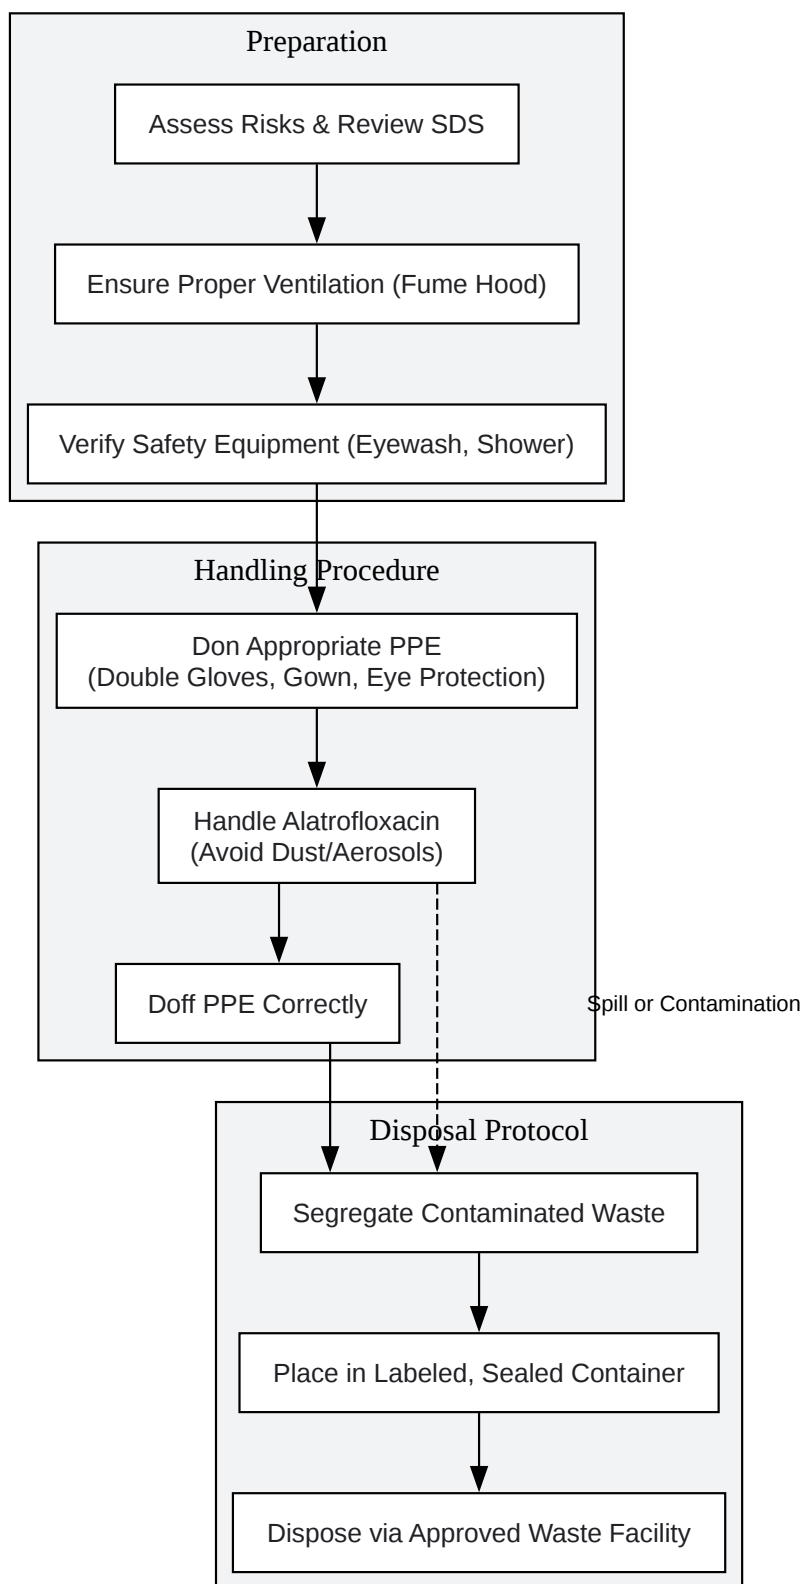 Preparation
Assess Risks & Review SDS
Ensure Proper Ventilation (Fume Hood)
Verify Safety Equipment (Eyewash, Shower)
Handling Procedure
Don Appropriate PPE
(Double Gloves, Gown, Eye Protection)
Handle Alatrofloxacin
(Avoid Dust/Aerosols)
Doff PPE Correctly
Spill or Contamination
Disposal Protocol
Segregate Contaminated Waste
Place in Labeled, Sealed Container
Dispose via Approved Waste Facility